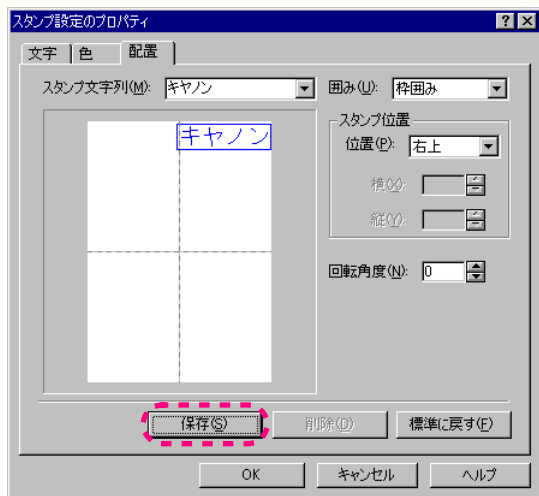 スタンプ設定のプロパティ
文字 色 配置
スタンプ文字列(M): キヤノン
囲み(U): 枠囲み
キヤノン
スタンプ位置
位置(P): 右上
横(X):
縦(Y):
回転角度(N): 0
保存(S) 削除(D) 標準に戻す(F)
OK キャンセル ヘルプ